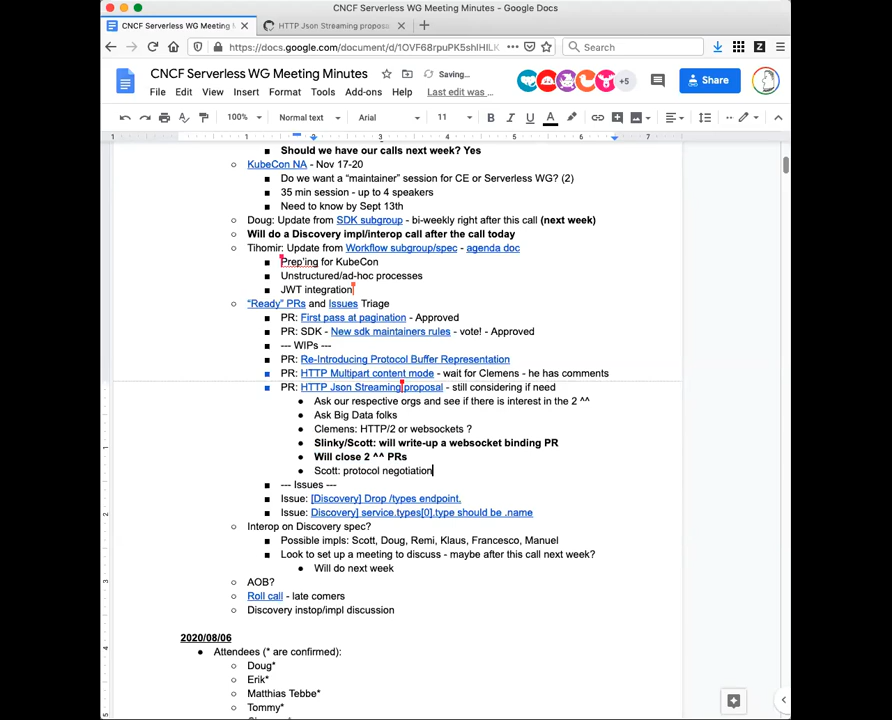 CNCF Serverless WG Meeting Minutes - Google Docs
CNCF Serverless WG Meeting M
HTTP Json Streaming proposa
https://docs.google.com/document/d/1OVF68rpuPK5shIHILK
Search
CNCF Serverless WG Meeting Minutes
Saving...
+5
Share
File Edit View Insert Format Tools Add-ons Help Last edit was ...
100% Normal text Arial 11 B I U A
1 1 2 3 4 5 6 7
Should we have our calls next week? Yes
KubeCon NA - Nov 17-20
Do we want a “maintainer” session for CE or Serverless WG? (2)
35 min session - up to 4 speakers
Need to know by Sept 13th
Doug: Update from SDK subgroup - bi-weekly right after this call (next week)
Will do a Discovery impl/interop call after the call today
Tihomir: Update from Workflow subgroup/spec - agenda doc
Prep’ing for KubeCon
Unstructured/ad-hoc processes
JWT integration
“Ready” PRs and Issues Triage
PR: First pass at pagination - Approved
PR: SDK - New sdk maintainers rules - vote! - Approved
--- WIPs ---
PR: Re-Introducing Protocol Buffer Representation
PR: HTTP Multipart content mode - wait for Clemens - he has comments
PR: HTTP Json Streaming proposal - still considering if need
Ask our respective orgs and see if there is interest in the 2 ^^
Ask Big Data folks
Clemens: HTTP/2 or websockets ?
Slinky/Scott: will write-up a websocket binding PR
Will close 2 ^^ PRs
Scott: protocol negotiation
--- Issues ---
Issue: [Discovery] Drop /types endpoint.
Issue: Discovery] service.types[0].type should be .name
Interop on Discovery spec?
Possible impls: Scott, Doug, Remi, Klaus, Francesco, Manuel
Look to set up a meeting to discuss - maybe after this call next week?
Will do next week
AOB?
Roll call - late comers
Discovery instop/impl discussion
2020/08/06
Attendees (* are confirmed):
Doug*
Erik*
Matthias Tebbe*
Tommy*